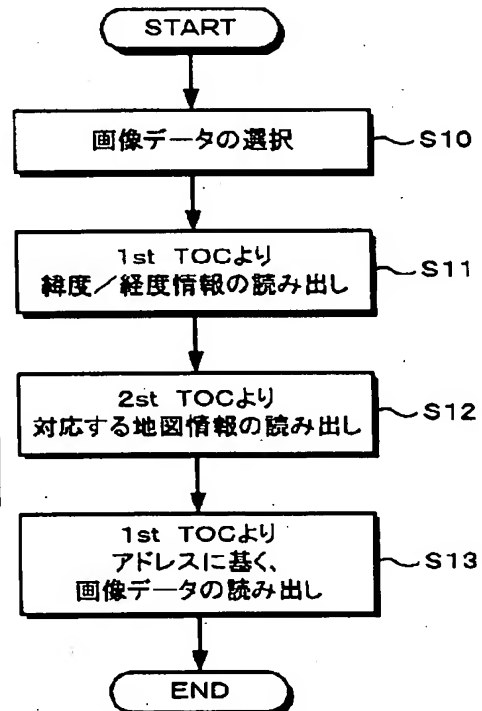 START
画像データの選択
S10
1st TOCより
緯度／経度情報の読み出し
S11
2st TOCより
対応する地図情報の読み出し
S12
1st TOCより
アドレスに基く、
画像データの読み出し
S13
END